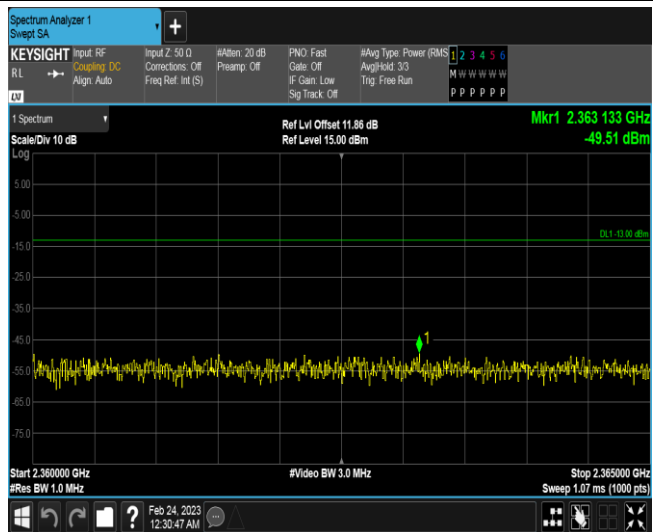 Spectrum Analyzer 1
Swept SA
+
KEYSIGHT
RL
LXI
Input: RF
Coupling: DC
Align: Auto
Input Z: 50 Ω
Corrections: Off
Freq Ref: Int (S)
#Atten: 20 dB
Preamp: Off
PNO: Fast
Gate: Off
IF Gain: Low
Sig Track: Off
#Avg Type: Power (RMS
Avg|Hold: 3/3
Trig: Free Run
1 2 3 4 5 6
M W W W W W
P P P P P P
1 Spectrum
Scale/Div 10 dB
Log
Ref Lvl Offset 11.86 dB
Ref Level 15.00 dBm
Mkr1 2.363 133 GHz
-49.51 dBm
5.00
-5.00
DL1 -13.00 dBm
-15.0
-25.0
-35.0
-45.0
1
-55.0
-65.0
-75.0
Start 2.360000 GHz
#Res BW 1.0 MHz
#Video BW 3.0 MHz
Stop 2.365000 GHz
Sweep 1.07 ms (1000 pts)
?
Feb 24, 2023
12:30:47 AM